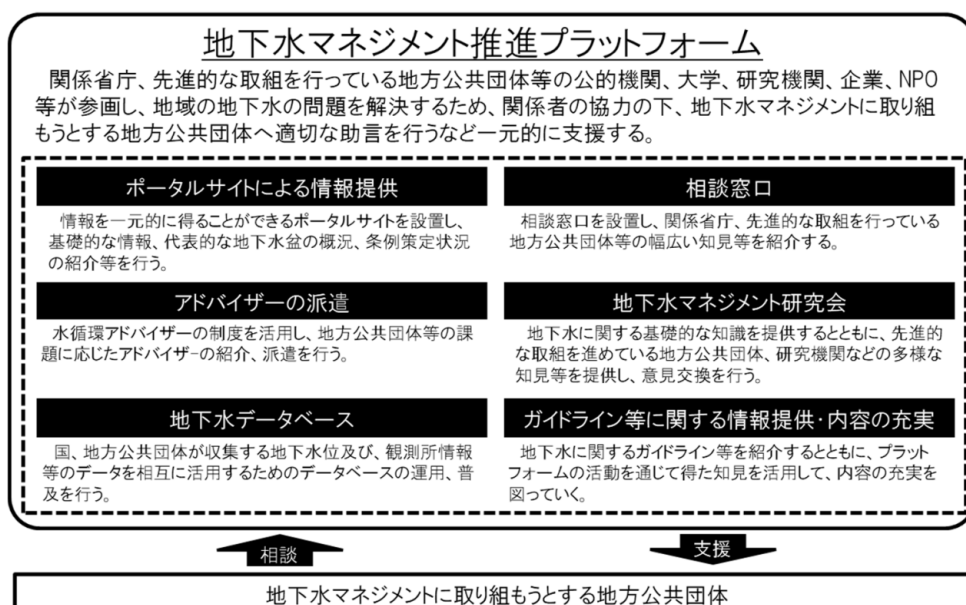 地下水マネジメント推進プラットフォーム
関係省庁、先進的な取組を行っている地方公共団体等の公的機関、大学、研究機関、企業、NPO
等が参画し、地域の地下水の問題を解決するため、関係者の協力の下、地下水マネジメントに取り組
もうとする地方公共団体へ適切な助言を行うなど一元的に支援する。
ポータルサイトによる情報提供
情報を一元的に得ることができるポータルサイトを設置し、
基礎的な情報、代表的な地下水盆の概況、条例策定状況
の紹介等を行う。
相談窓口
相談窓口を設置し、関係省庁、先進的な取組を行っている
地方公共団体等の幅広い知見等を紹介する。
アドバイザーの派遣
水循環アドバイザーの制度を活用し、地方公共団体等の課
題に応じたアドバイザーの紹介、派遣を行う。
地下水マネジメント研究会
地下水に関する基礎的な知識を提供するとともに、先進的
な取組を進めている地方公共団体、研究機関などの多様な
知見等を提供し、意見交換を行う。
地下水データベース
国、地方公共団体が収集する地下水位及び、観測所情報
等のデータを相互に活用するためのデータベースの運用、普
及を行う。
ガイドライン等に関する情報提供・内容の充実
地下水に関するガイドライン等を紹介するとともに、プラット
フォームの活動を通じて得た知見を活用して、内容の充実を
図っていく。
相談
支援
地下水マネジメントに取り組もうとする地方公共団体